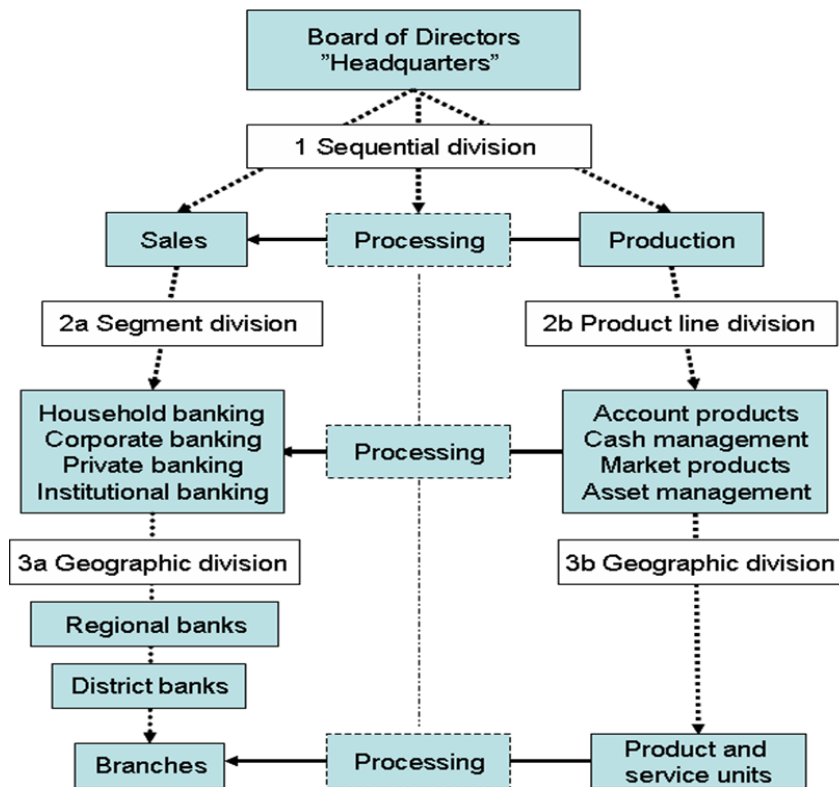 Board of Directors
”Headquarters”
1 Sequential division
Sales
Processing
Production
2a Segment division
2b Product line division
Household banking
Corporate banking
Private banking
Institutional banking
Processing
Account products
Cash management
Market products
Asset management
3a Geographic division
3b Geographic division
Regional banks
District banks
Branches
Processing
Product and
service units